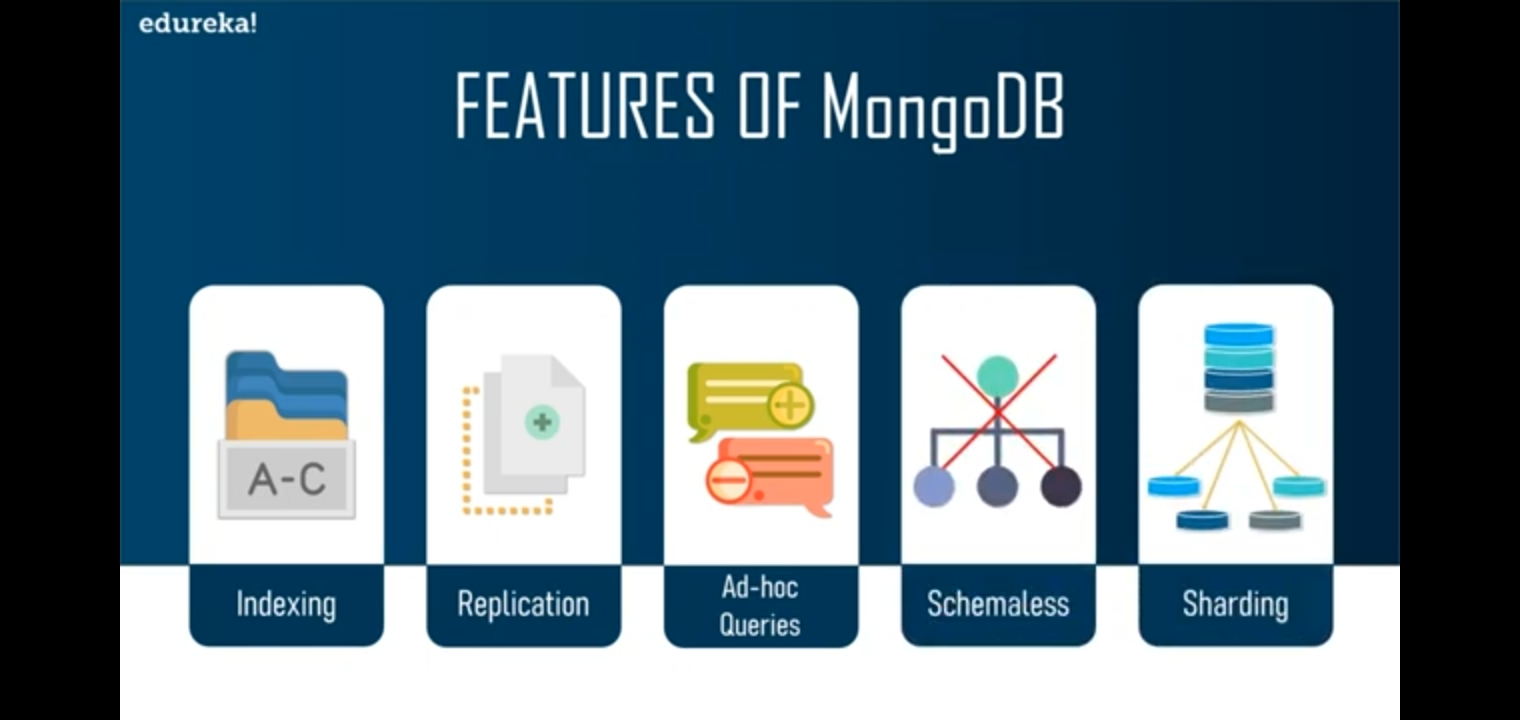 edureka!
FEATURES OF MongoDB
A-C
Indexing
Replication
Ad-hoc
Queries
Schemaless
Sharding